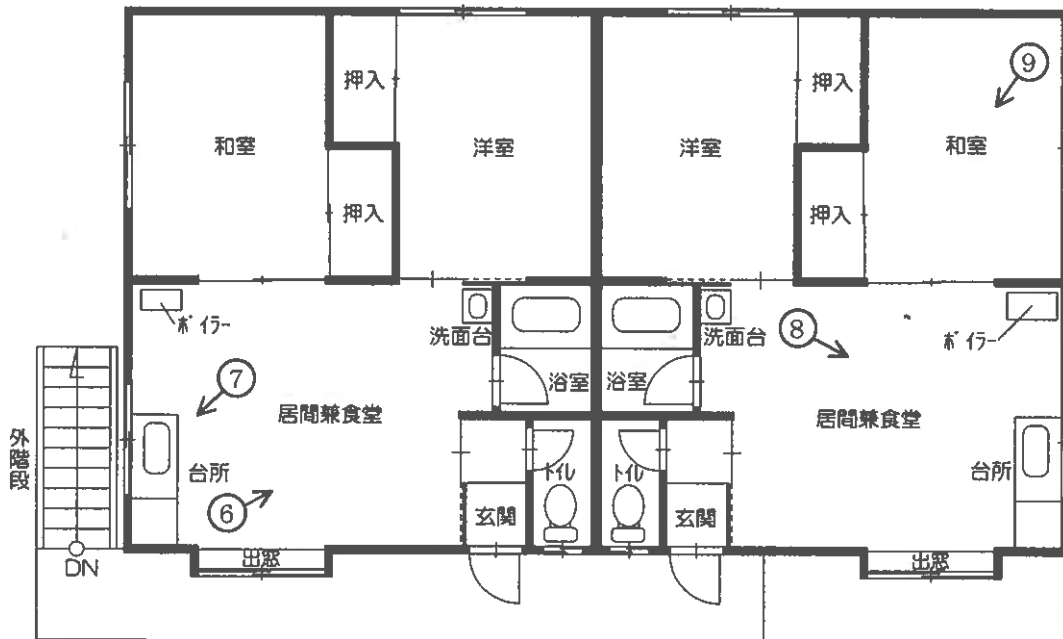 押入
押入
⑨
和室
洋室
洋室
和室
押入
押入
ボイラー
洗面台
洗面台
⑧
ボイラー
⑦
浴室
浴室
居間兼食堂
居間兼食堂
外階段
台所
トイレ
トイレ
台所
⑥
玄関
玄関
出窓
出窓
DN